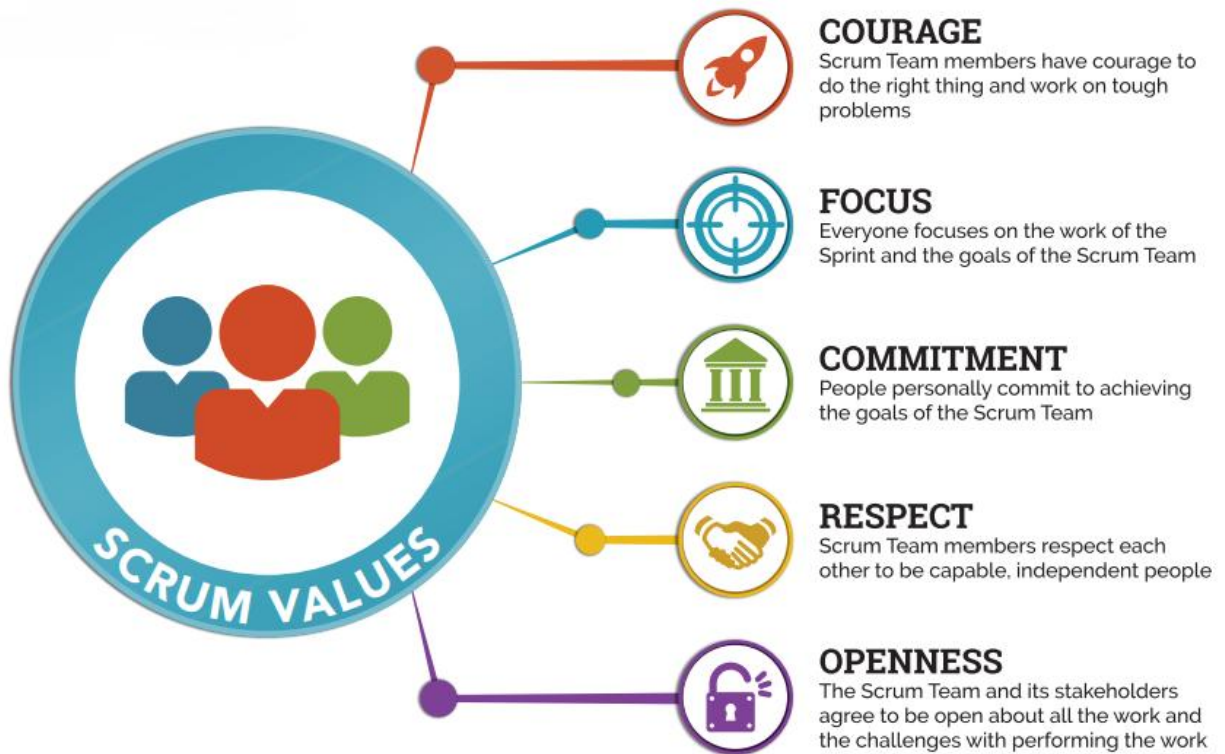 COURAGE
Scrum Team members have courage to
do the right thing and work on tough
problems
FOCUS
Everyone focuses on the work of the
Sprint and the goals of the Scrum Team
COMMITMENT
People personally commit to achieving
the goals of the Scrum Team
RESPECT
Scrum Team members respect each
other to be capable, independent people
OPENNESS
The Scrum Team and its stakeholders
agree to be open about all the work and
the challenges with performing the work
SCRUM VALUES